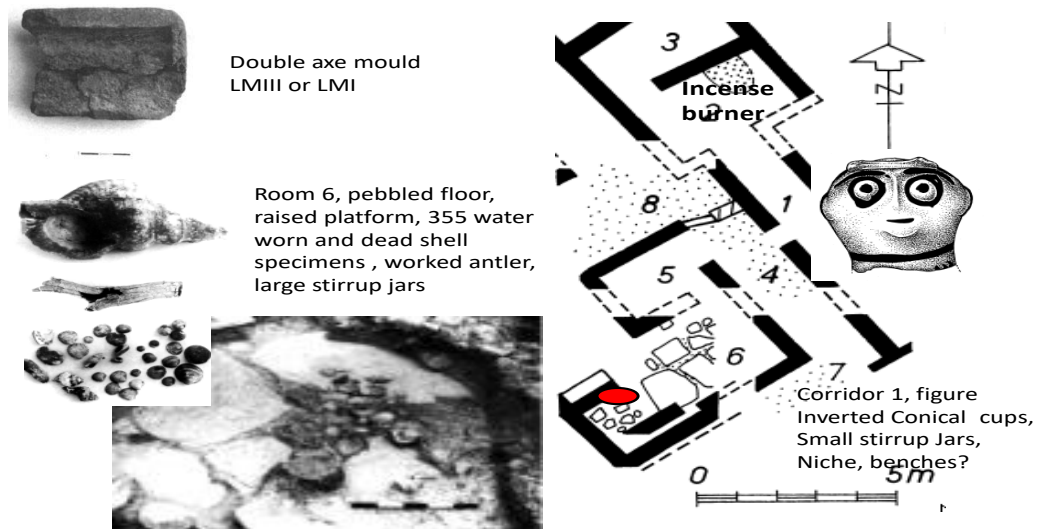 Double axe mould
LMIII or LMI
Room 6, pebbled floor,
raised platform, 355 water
worn and dead shell
specimens , worked antler,
large stirrup jars
3
Incense
burner
2
N
8
1
5
4
6
7
Corridor 1, figure
Inverted Conical cups,
Small stirrup Jars,
Niche, benches?
0
5m